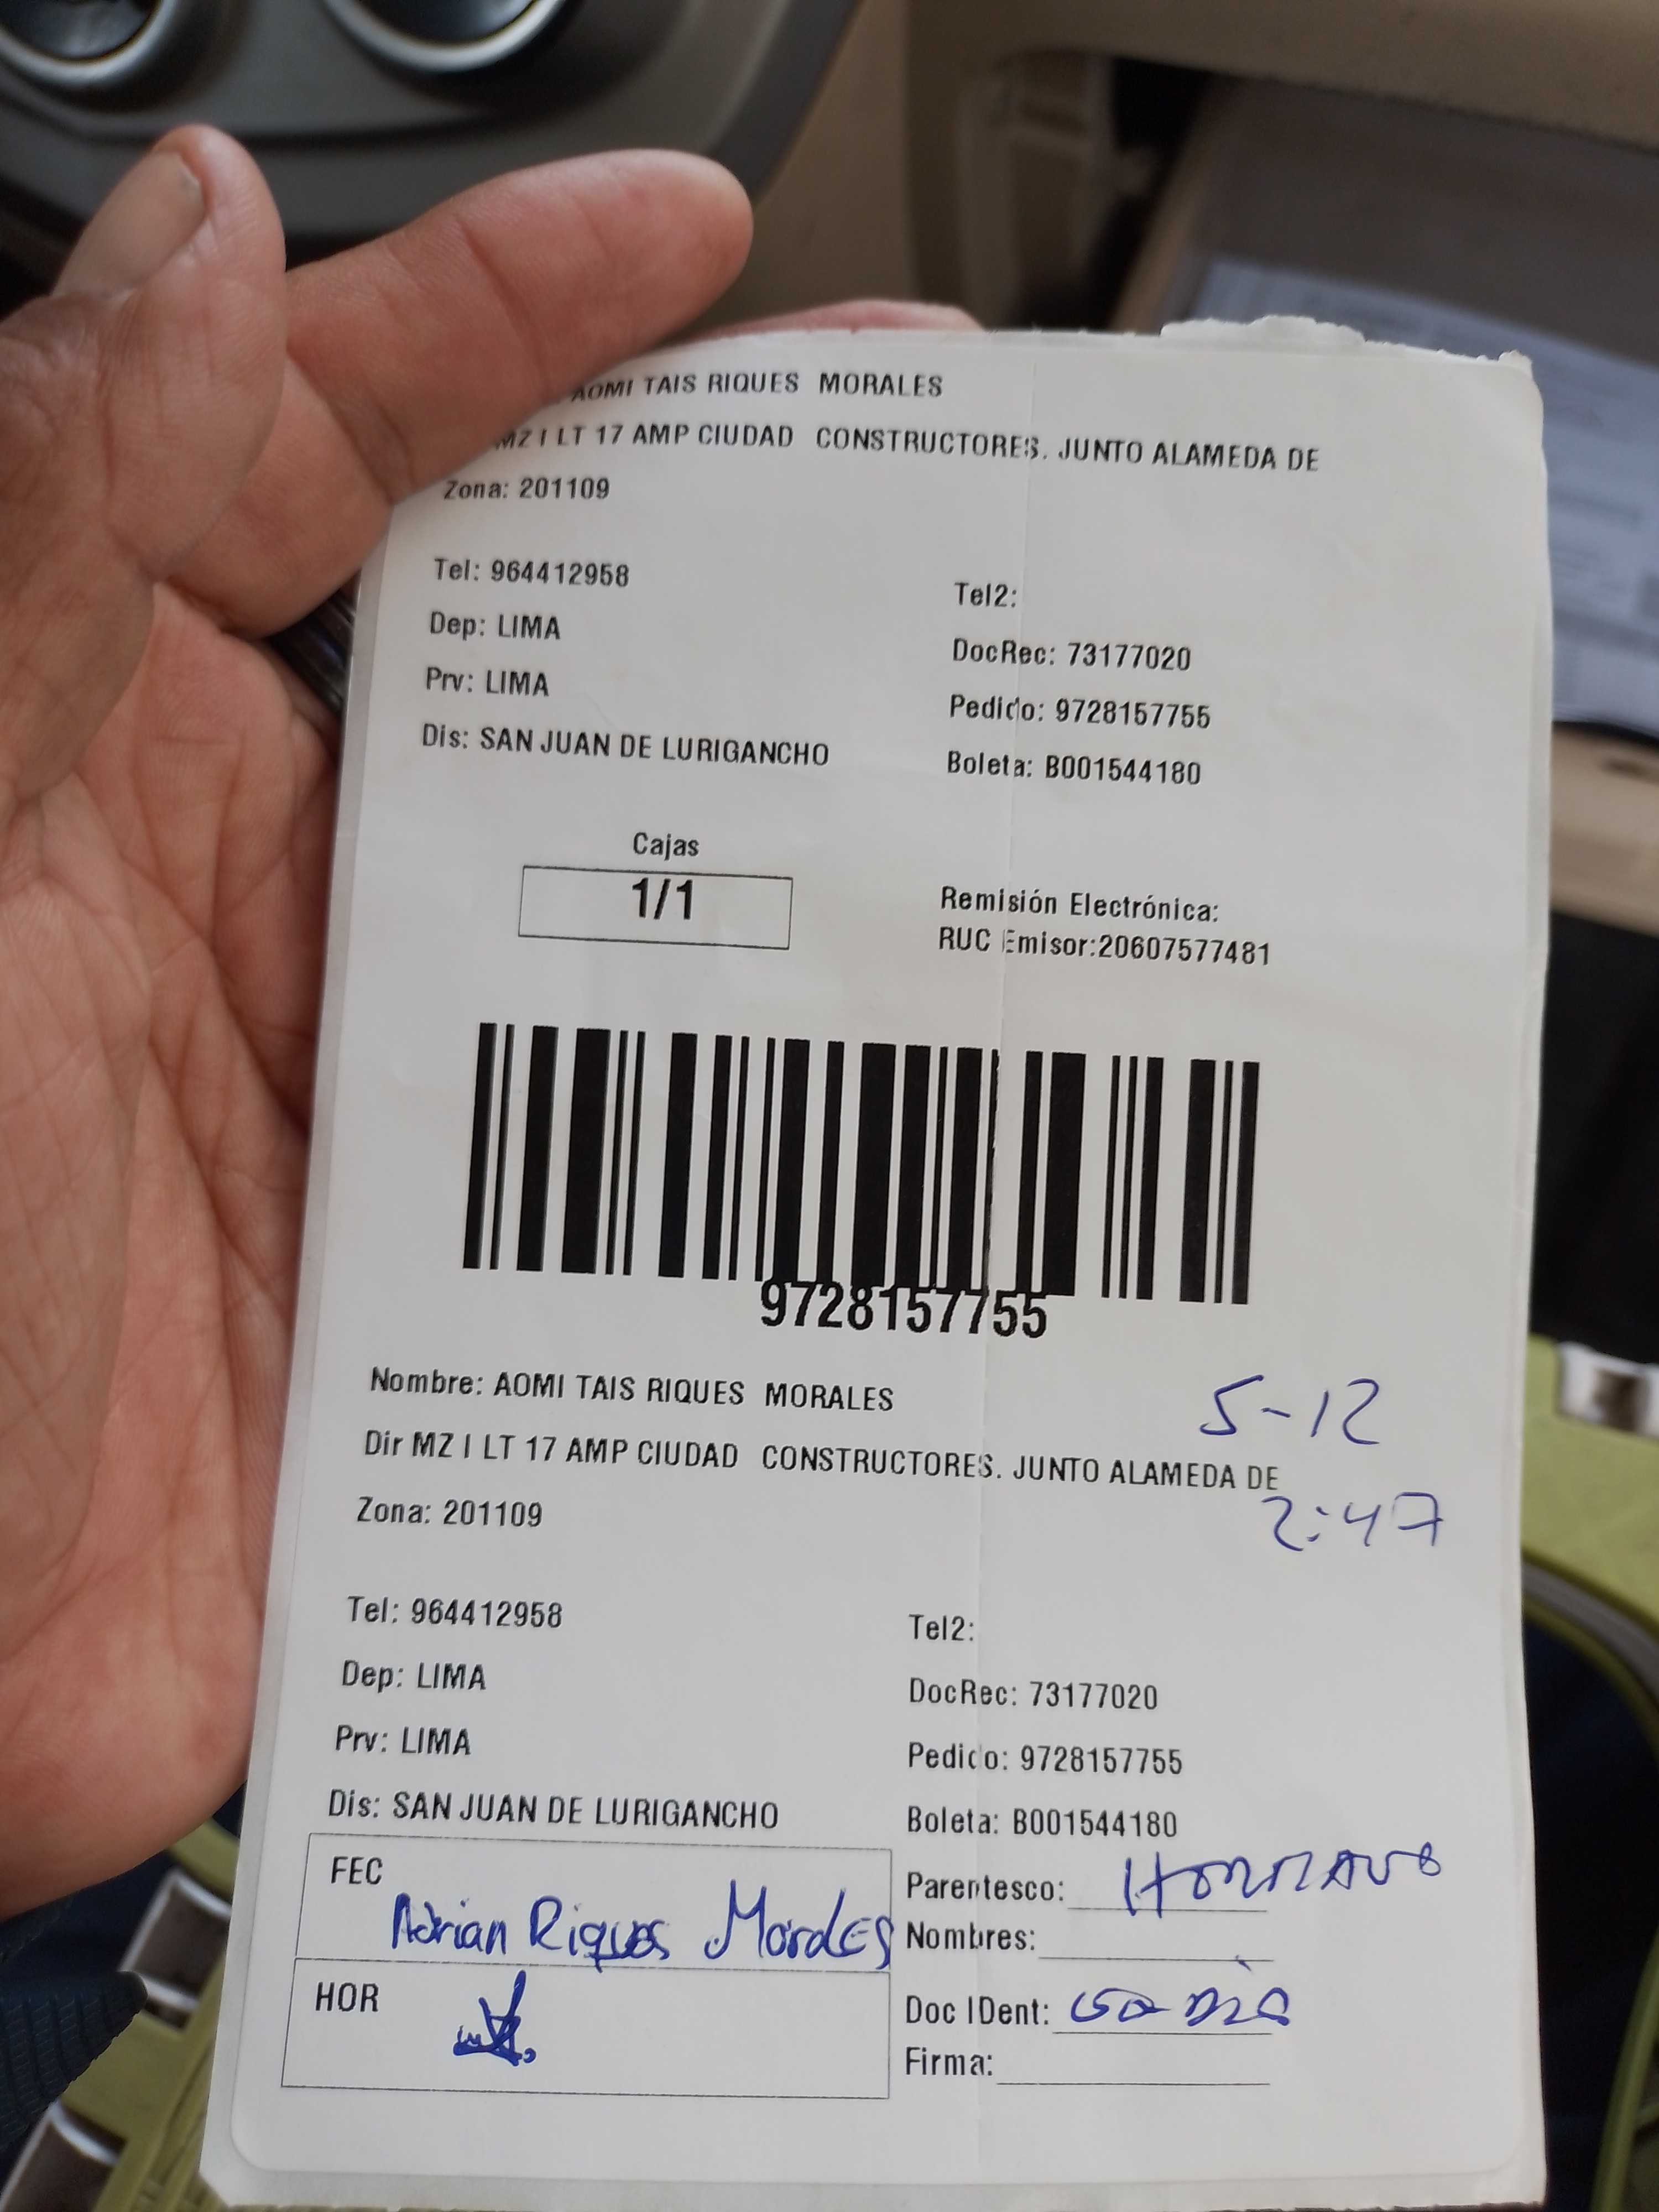 AOMI TAIS RIQUES MORALES
MZ I LT 17 AMP CIUDAD CONSTRUCTORES. JUNTO ALAMEDA DE
Zona: 201109
Tel: 964412958
Tel2:
Dep: LIMA
DocRec: 73177020
Prv: LIMA
Pedido: 9728157755
Dis: SAN JUAN DE LURIGANCHO
Boleta: B001544180
Cajas
1/1
Remisión Electrónica:
RUC Emisor:20607577481
9728157755
Nombre: AOMI TAIS RIQUES MORALES
5-12
Dir MZ I LT 17 AMP CIUDAD CONSTRUCTORES. JUNTO ALAMEDA DE
2:47
Zona: 201109
Tel: 964412958
Tel2:
Dep: LIMA
DocRec: 73177020
Prv: LIMA
Pedido: 9728157755
Dis: SAN JUAN DE LURIGANCHO
Boleta: B001544180
FEC
Adrian Riques Morales
Parentesco:
Nombres:
HOR
Doc IDent:
Firma: